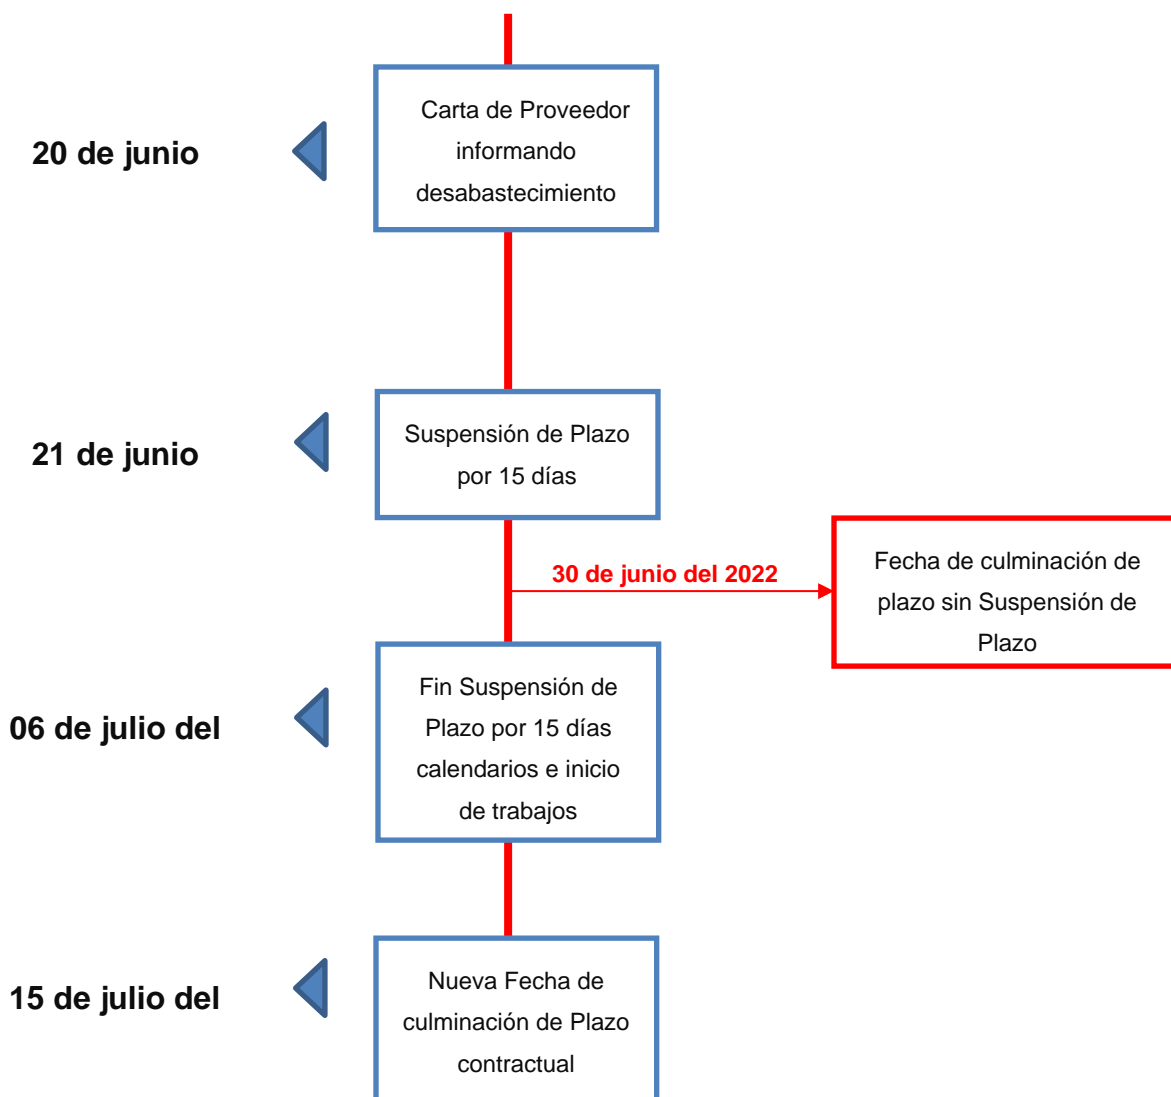 20 de junio
Carta de Proveedor
informando
desabastecimiento
21 de junio
Suspensión de Plazo
por 15 días
30 de junio del 2022
Fecha de culminación de
plazo sin Suspensión de
Plazo
06 de julio del
Fin Suspensión de
Plazo por 15 días
calendarios e inicio
de trabajos
15 de julio del
Nueva Fecha de
culminación de Plazo
contractual